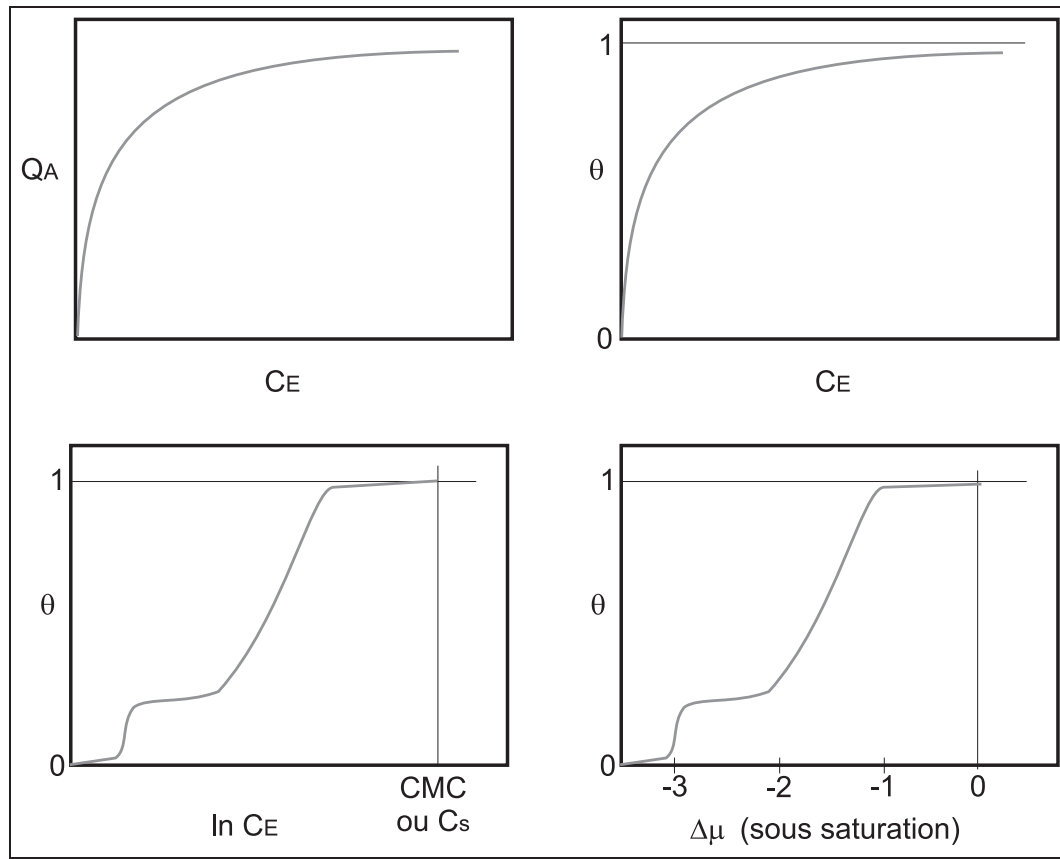 QA
CE
1
θ
0
CE
1
θ
0
CMC
ou Cs
ln CE
1
θ
0
-3 -2 -1 0
Δμ (sous saturation)